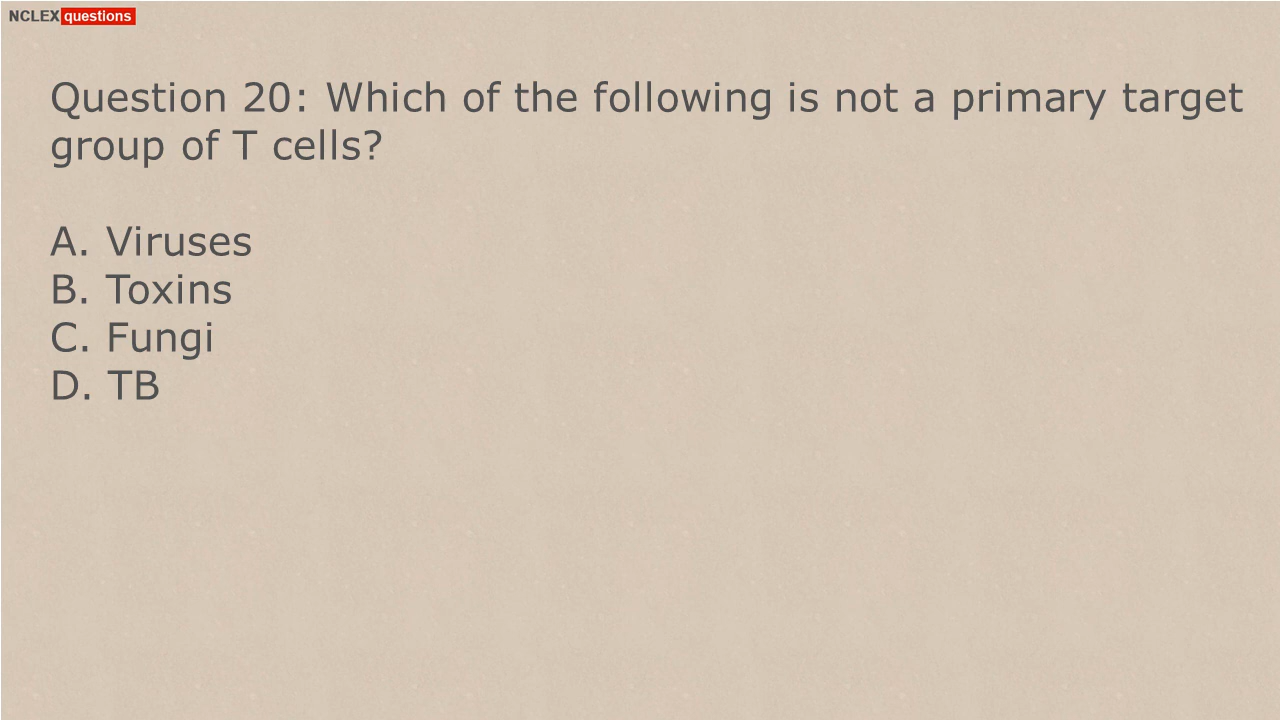 NCLEX questions
Question 20: Which of the following is not a primary target
group of T cells?
A. Viruses
B. Toxins
C. Fungi
D. TB